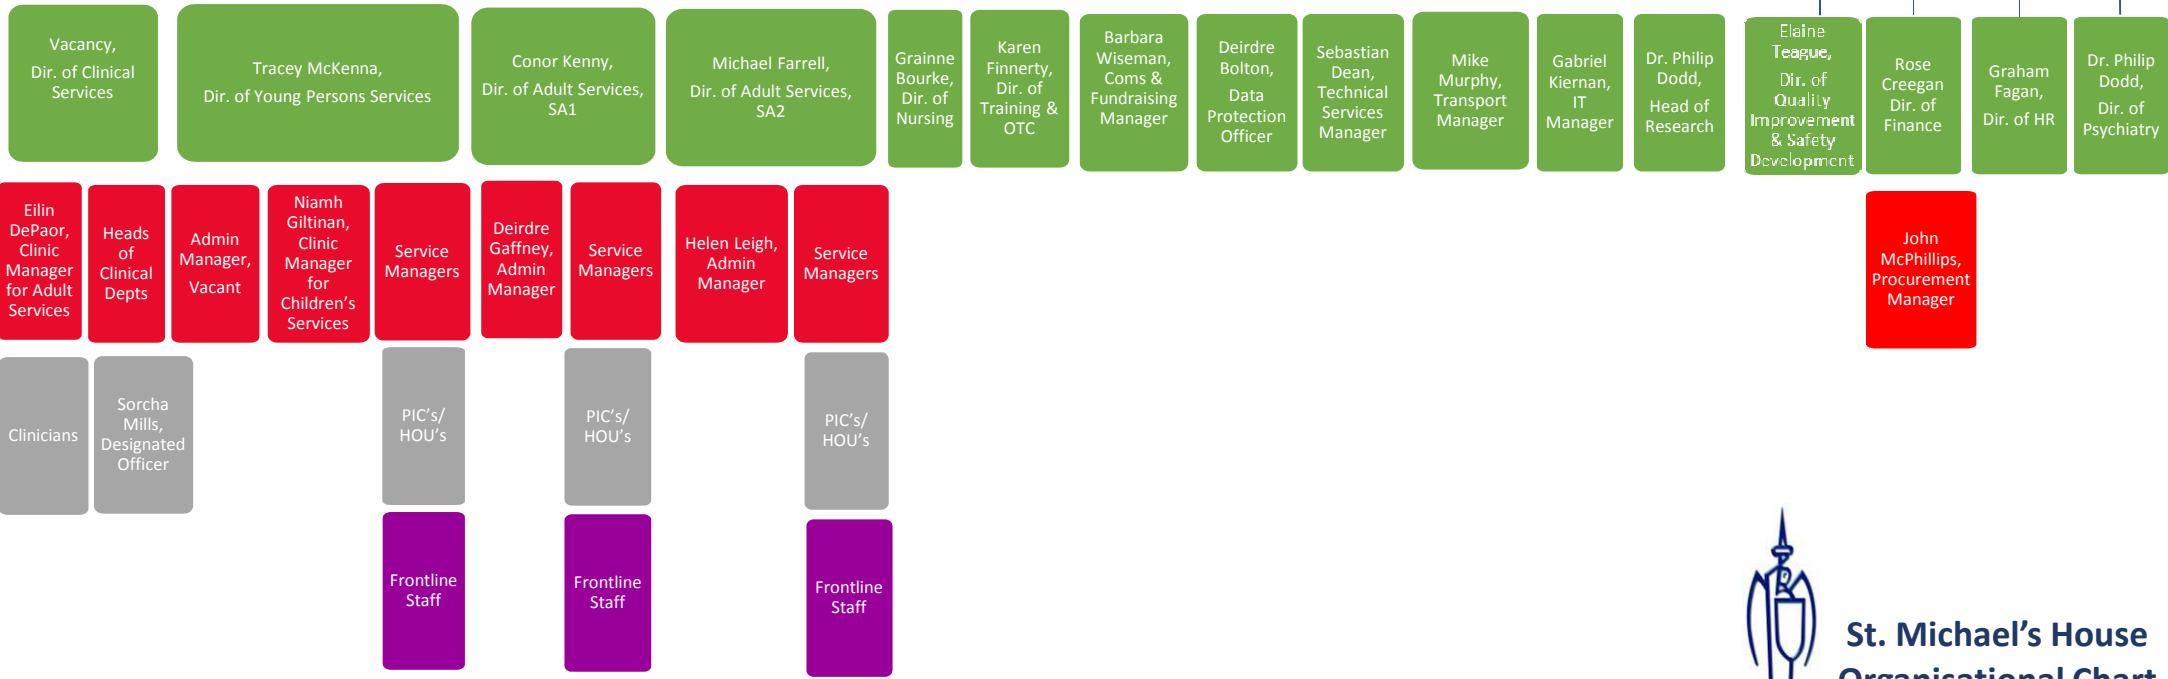 Vacancy,
Dir. of Clinical
Services
Tracey McKenna,
Dir. of Young Persons Services
Conor Kenny,
Dir. of Adult Services,
SA1
Michael Farrell,
Dir. of Adult Services,
SA2
Grainne
Bourke,
Dir. of
Nursing
Karen
Finnerty,
Dir. of
Training &
OTC
Barbara
Wiseman,
Coms &
Fundraising
Manager
Deirdre
Bolton,
Data
Protection
Officer
Sebastian
Dean,
Technical
Services
Manager
Mike
Murphy,
Transport
Manager
Gabriel
Kiernan,
IT
Manager
Dr. Philip
Dodd,
Head of
Research
Elaine
Teague,
Dir. of
Quality
Improvement
& Safety
Development
Rose
Creegan
Dir. of
Finance
Graham
Fagan,
Dir. of HR
Dr. Philip
Dodd,
Dir. of
Psychiatry
Eilin
DePaor,
Clinic
Manager
for Adult
Services
Heads
of
Clinical
Depts
Admin
Manager,
Vacant
Niamh
Giltinan,
Clinic
Manager
for
Children’s
Services
Service
Managers
Deirdre
Gaffney,
Admin
Manager
Service
Managers
Helen Leigh,
Admin
Manager
Service
Managers
John
McPhillips,
Procurement
Manager
Clinicians
Sorcha
Mills,
Designated
Officer
PIC’s/
HOU’s
PIC’s/
HOU’s
PIC’s/
HOU’s
Frontline
Staff
Frontline
Staff
Frontline
Staff
St. Michael’s House
Organisational Chart